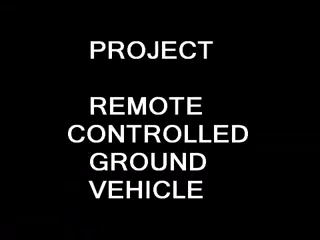 PROJECT
REMOTE
CONTROLLED
GROUND
VEHICLE